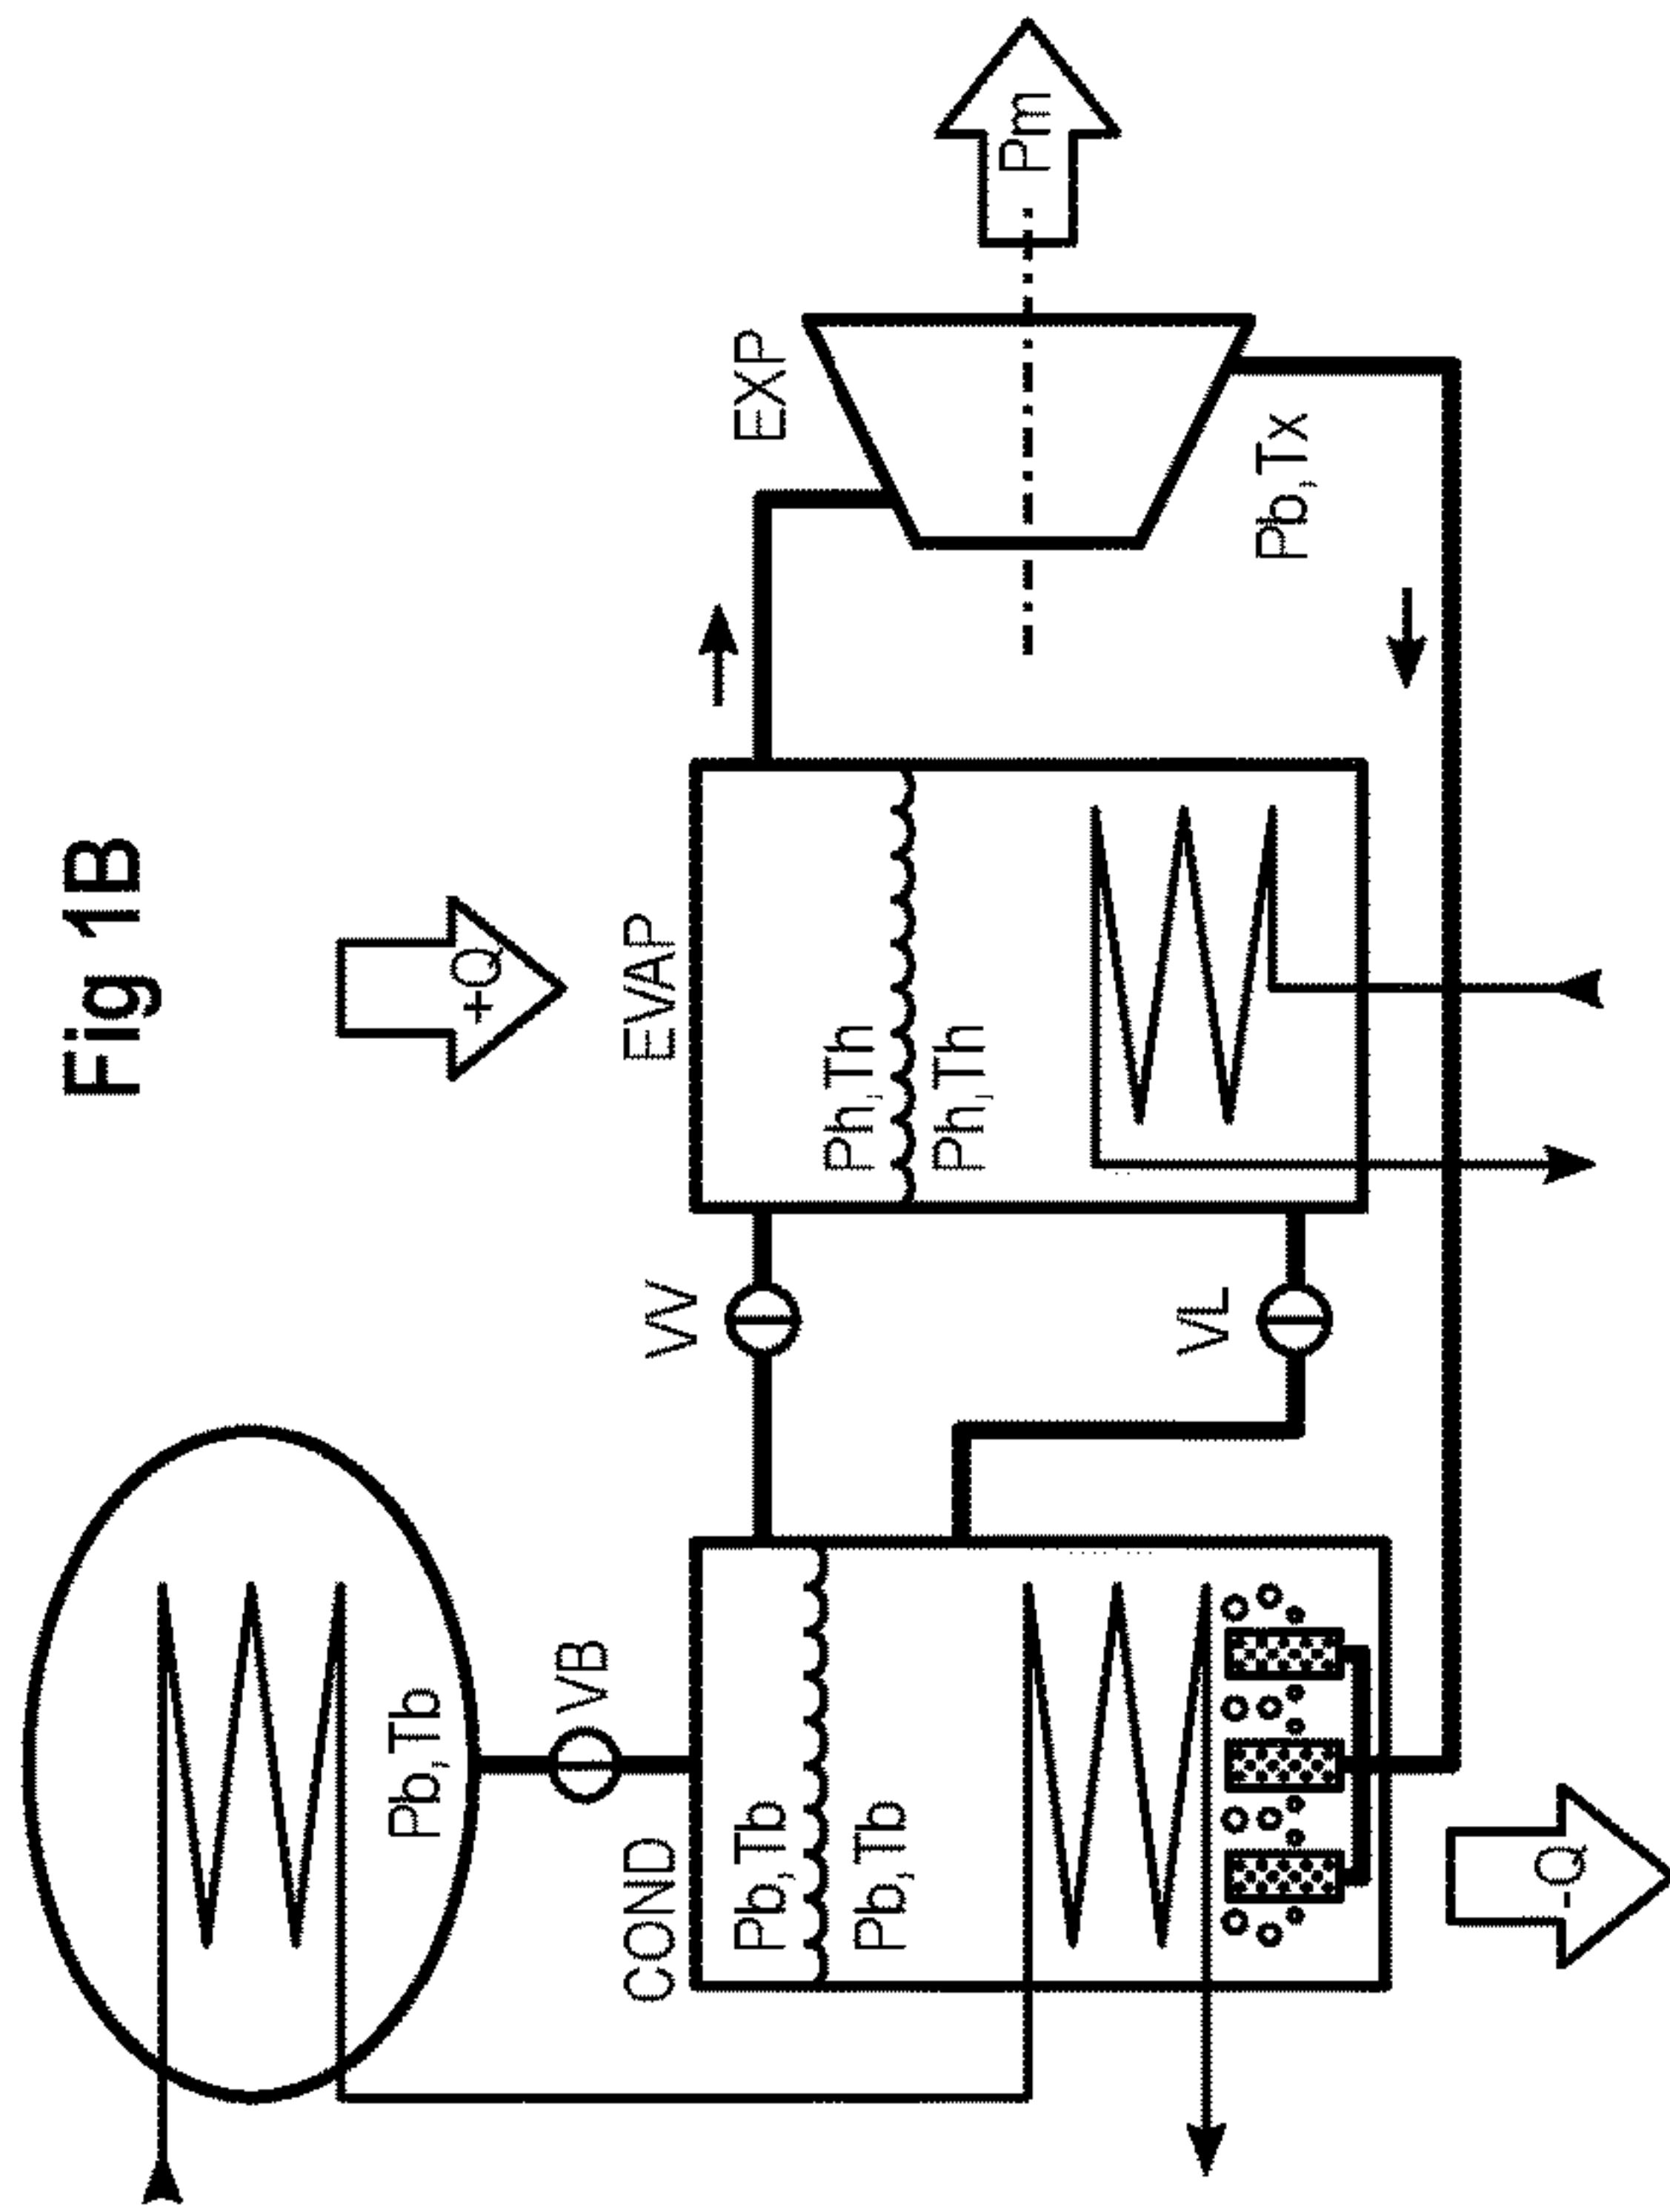 Fig 1B
+Q
Pb,Tb
VB
COND
VV
EVAP
EXP
Pm
Pb,Tb
Pb,Tb
Ph,Th
Ph,Th
VL
Pb,Tx
-Q